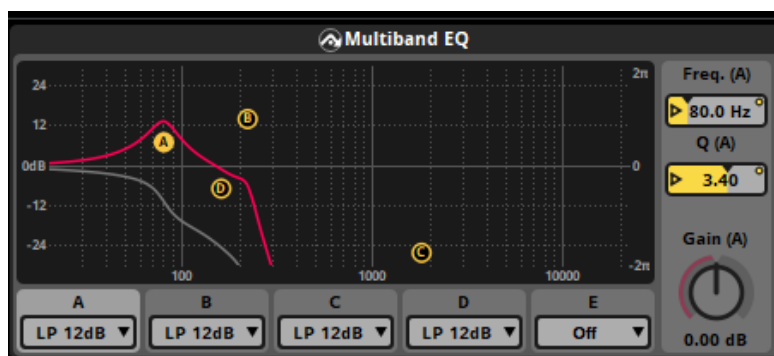 Multiband EQ
24
12
0dB
-12
-24
2π
0
-2π
A
B
C
D
100
1000
10000
Freq. (A)
80.0 Hz
Q (A)
3.40
Gain (A)
0.00 dB
A B C D E
LP 12dB LP 12dB LP 12dB LP 12dB Off